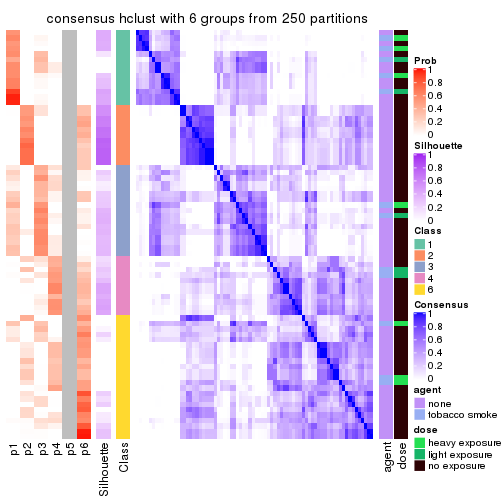 consensus hclust with 6 groups from 250 partitions
Prob
1
0.8
0.6
0.4
0.2
0
Silhouette
1
0.8
0.6
0.4
0.2
0
Class
1
2
3
4
6
Consensus
1
0.8
0.6
0.4
0.2
0
agent
none
tobacco smoke
dose
heavy exposure
light exposure
no exposure
p1
p2
p3
p4
p5
p6
Silhouette
Class
agent
dose